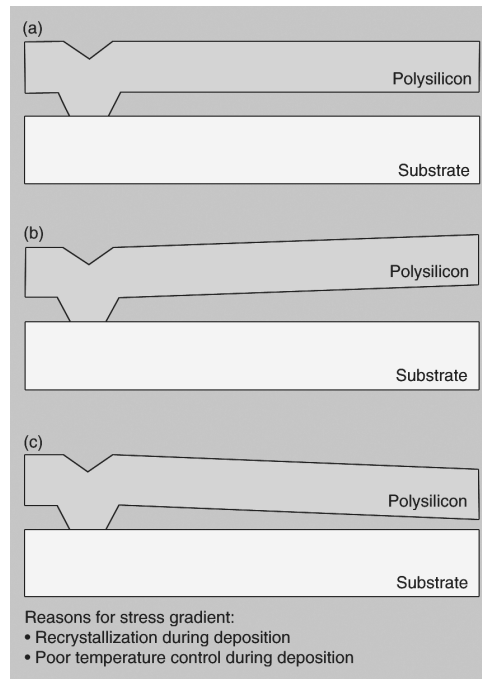 (a)
Polysilicon
Substrate
(b)
Polysilicon
Substrate
(c)
Polysilicon
Substrate
Reasons for stress gradient:
• Recrystallization during deposition
• Poor temperature control during deposition